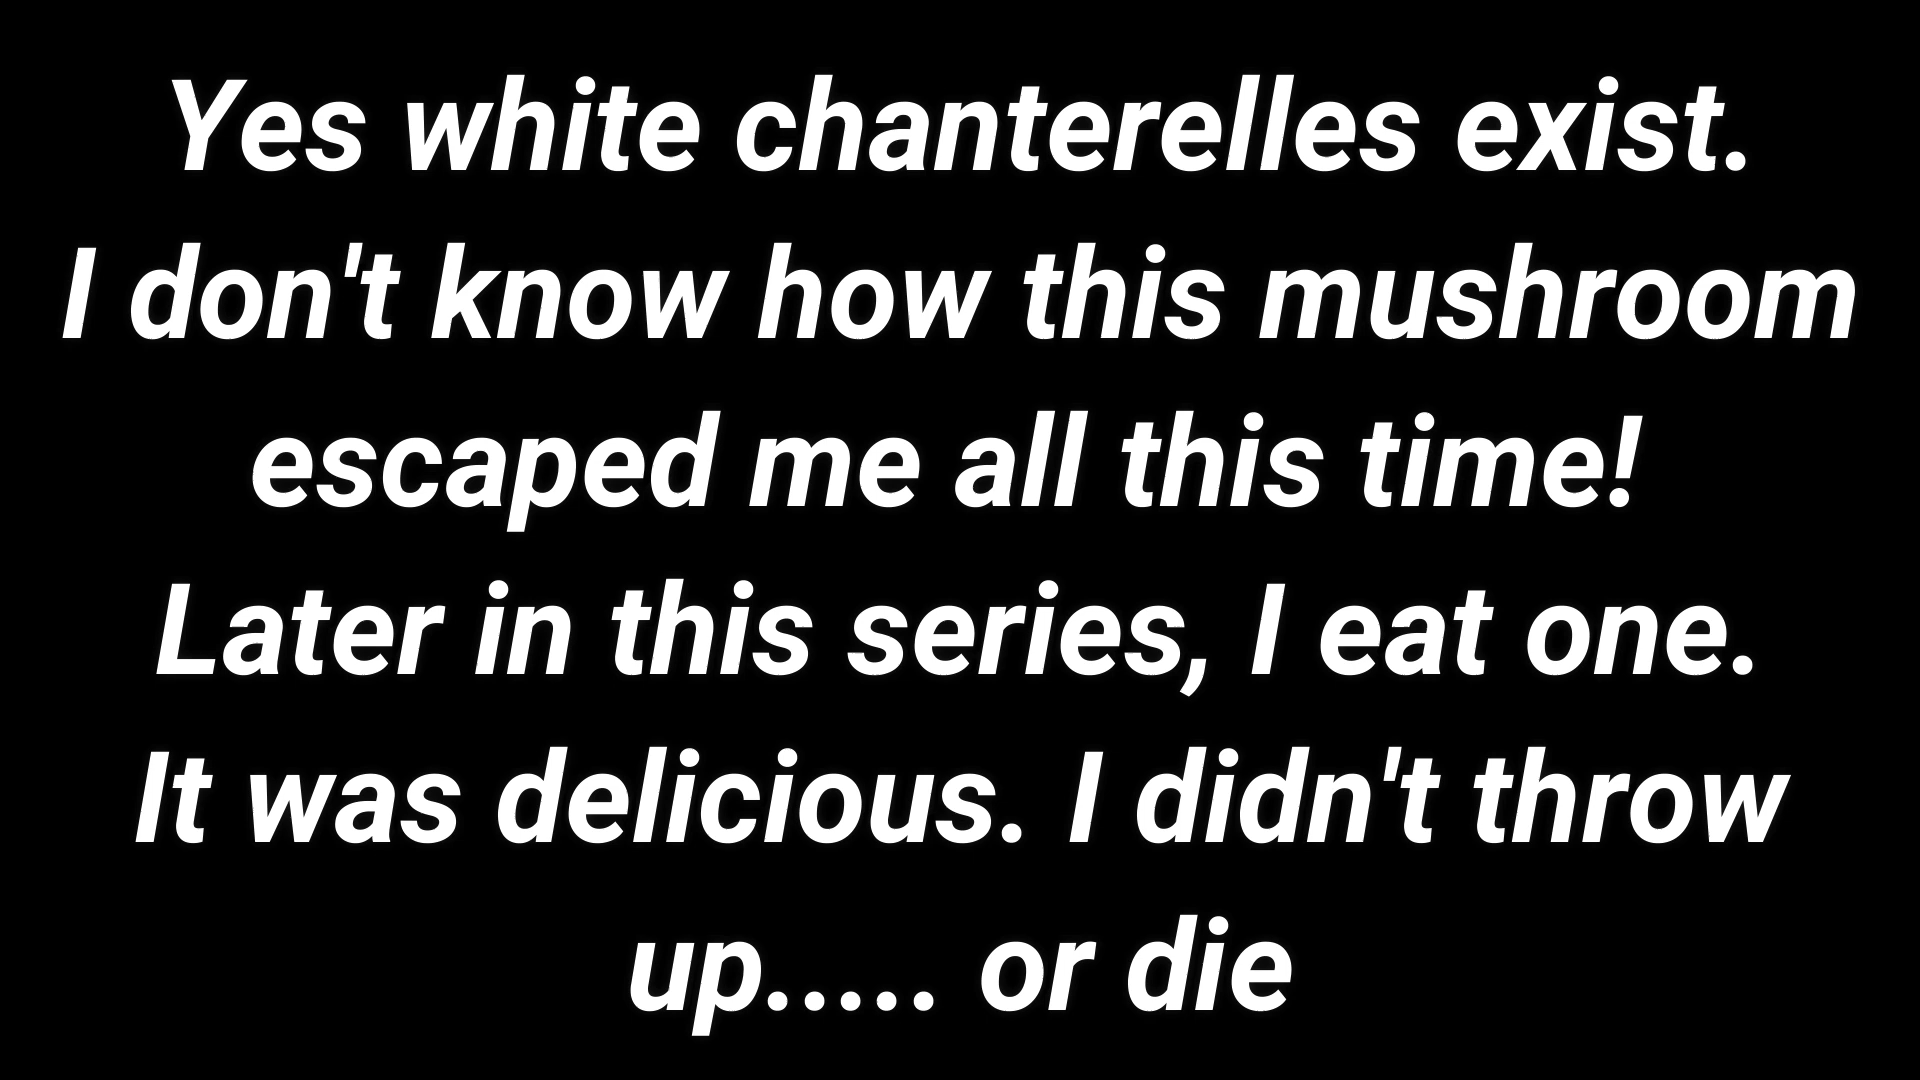 Yes white chanterelles exist.
I don't know how this mushroom
escaped me all this time!
Later in this series, I eat one.
It was delicious. I didn't throw
up..... or die